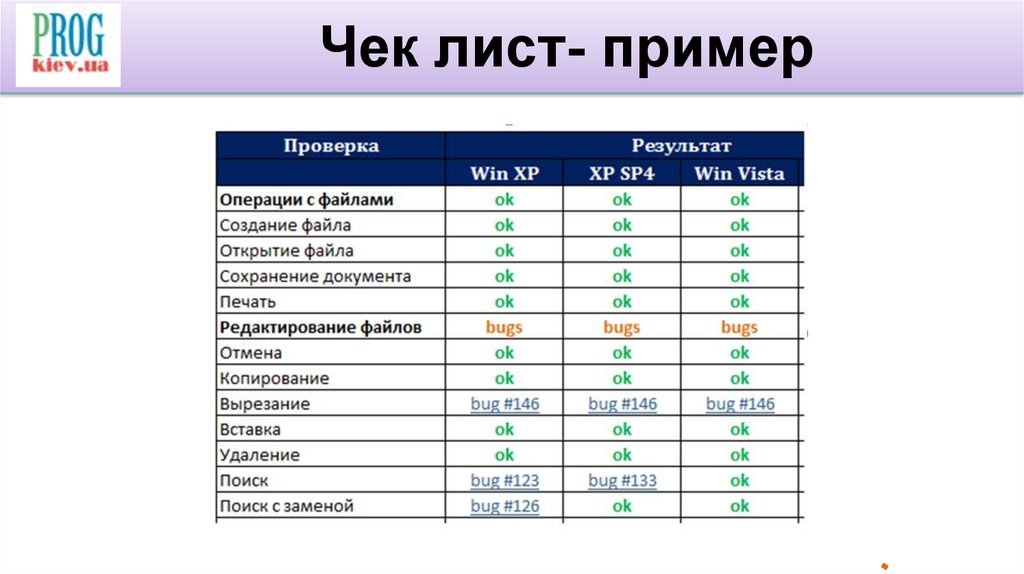 PROG
kiev.ua
Чек лист- пример
Проверка Результат
Win XP XP SP4 Win Vista
Операции с файлами ok ok ok
Создание файла ok ok ok
Открытие файла ok ok ok
Сохранение документа ok ok ok
Печать ok ok ok
Редактирование файлов bugs bugs bugs
Отмена ok ok ok
Копирование ok ok ok
Вырезание bug #146 bug #146 bug #146
Вставка ok ok ok
Удаление ok ok ok
Поиск bug #123 bug #133 ok
Поиск с заменой bug #126 ok ok